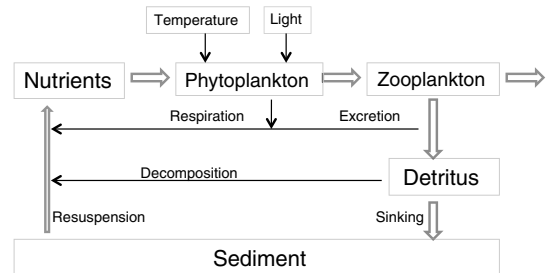 Temperature
Light
Nutrients
Phytoplankton
Zooplankton
Respiration
Excretion
Decomposition
Detritus
Resuspension
Sinking
Sediment